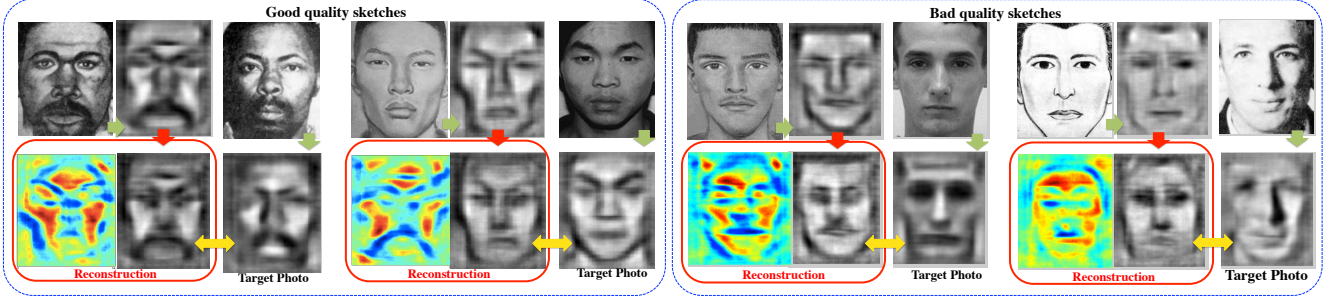 Good quality sketches
Bad quality sketches
Reconstruction
Target Photo
Reconstruction
Target Photo
Reconstruction
Target Photo
Reconstruction
Target Photo